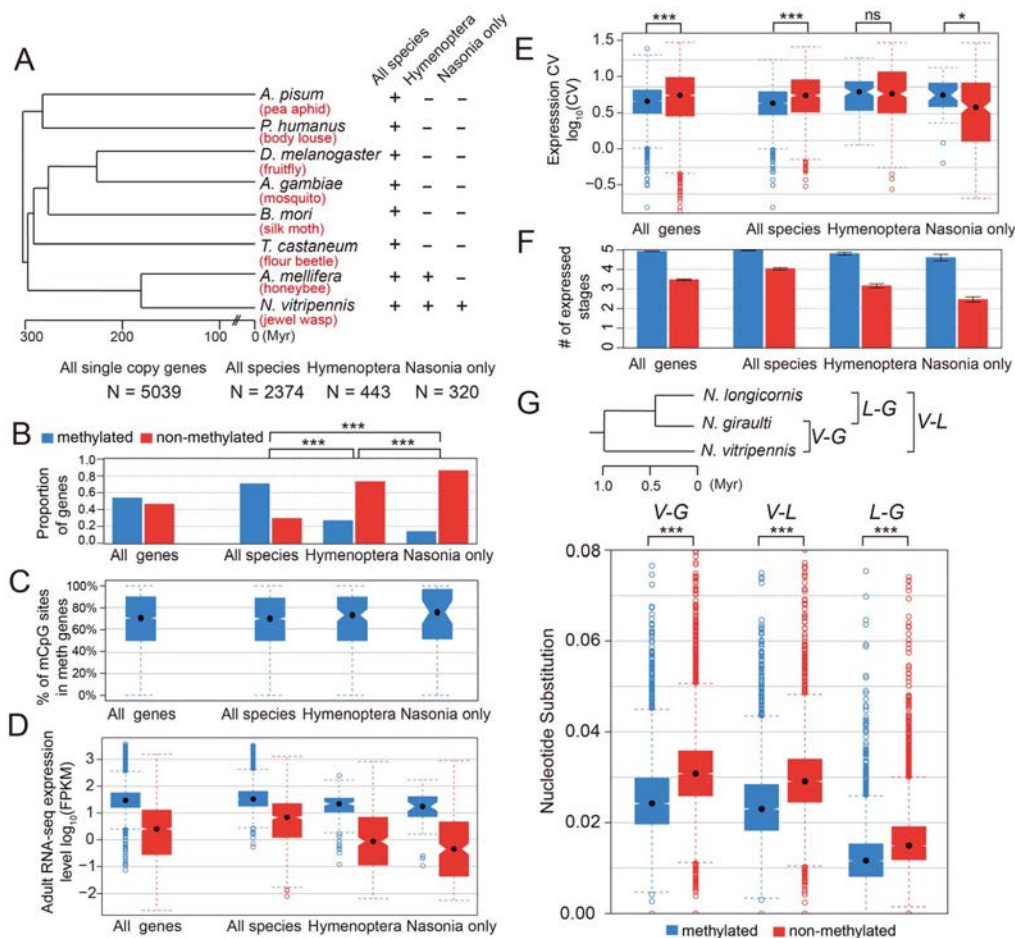 A
All species
Hymenoptera
Nasonia only
A. pisum + – –
(pea aphid)
P. humanus + – –
(body louse)
D. melanogaster + – –
(fruitfly)
A. gambiae + – –
(mosquito)
B. mori + – –
(silk moth)
T. castaneum + – –
(flour beetle)
A. mellifera + + –
(honeybee)
N. vitripennis + + +
(jewel wasp)
300 200 100 0 (Myr)
All single copy genes All species Hymenoptera Nasonia only
N = 5039 N = 2374 N = 443 N = 320
B
methylated non-methylated
***
*** ***
Proportion
of genes
1.0
0.8
0.6
0.4
0.2
0.0
All genes All species Hymenoptera Nasonia only
C
% of mCpG sites
in meth genes
100%
80%
60%
40%
20%
0%
All genes All species Hymenoptera Nasonia only
D
Adult RNA-seq expression
level log10(FPKM)
3
2
1
0
−1
−2
All genes All species Hymenoptera Nasonia only
E
*** *** ns *
Expresssion CV
log10(CV)
1.5
1.0
0.5
0.0
−0.5
All genes All species Hymenoptera Nasonia only
F
# of expressed
stages
5
4
3
2
1
0
All genes All species Hymenoptera Nasonia only
G
N. longicornis
N. giraulti
N. vitripennis
L-G
V-G
V-L
1.0 0.5 0 (Myr)
V-G V-L L-G
*** *** ***
Nucleotide Substitution
0.08
0.06
0.04
0.02
0.00
methylated non-methylated